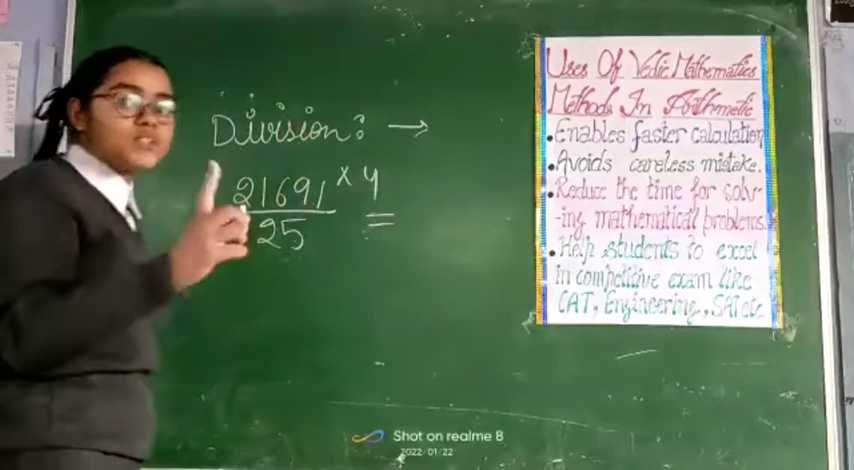 Division:→
21691 × 4
25 =
Uses Of Vedic Mathematics
Methods In Arithmetic
• Enables faster calculation
• Avoids careless mistake.
• Reduce the time for solv-
-ing mathematical problems.
• Help students to excel
in competitive exam like
CAT, Engineering, SAT etc
Shot on realme 8
2022/01/22